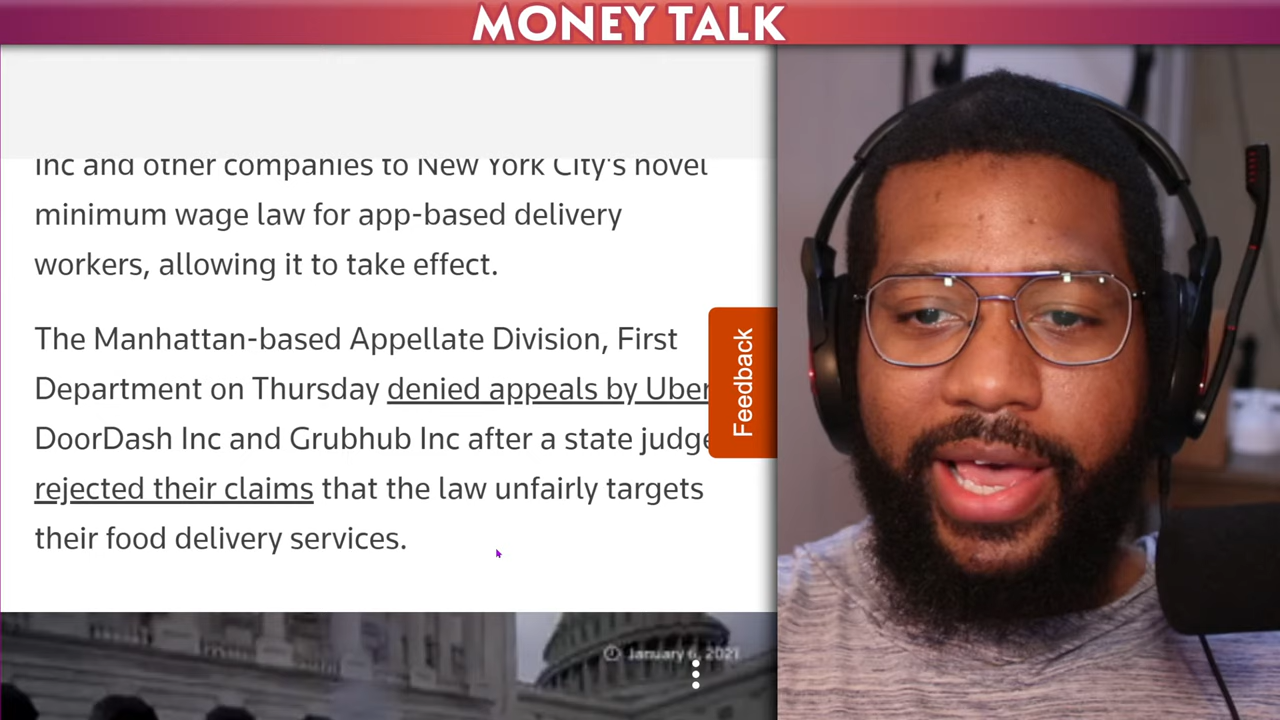 MONEY TALK
Inc and other companies to New York City's novel
minimum wage law for app-based delivery
workers, allowing it to take effect.
The Manhattan-based Appellate Division, First
Department on Thursday denied appeals by Uber
DoorDash Inc and Grubhub Inc after a state judge
rejected their claims that the law unfairly targets
their food delivery services.
Feedback
January 6, 2021